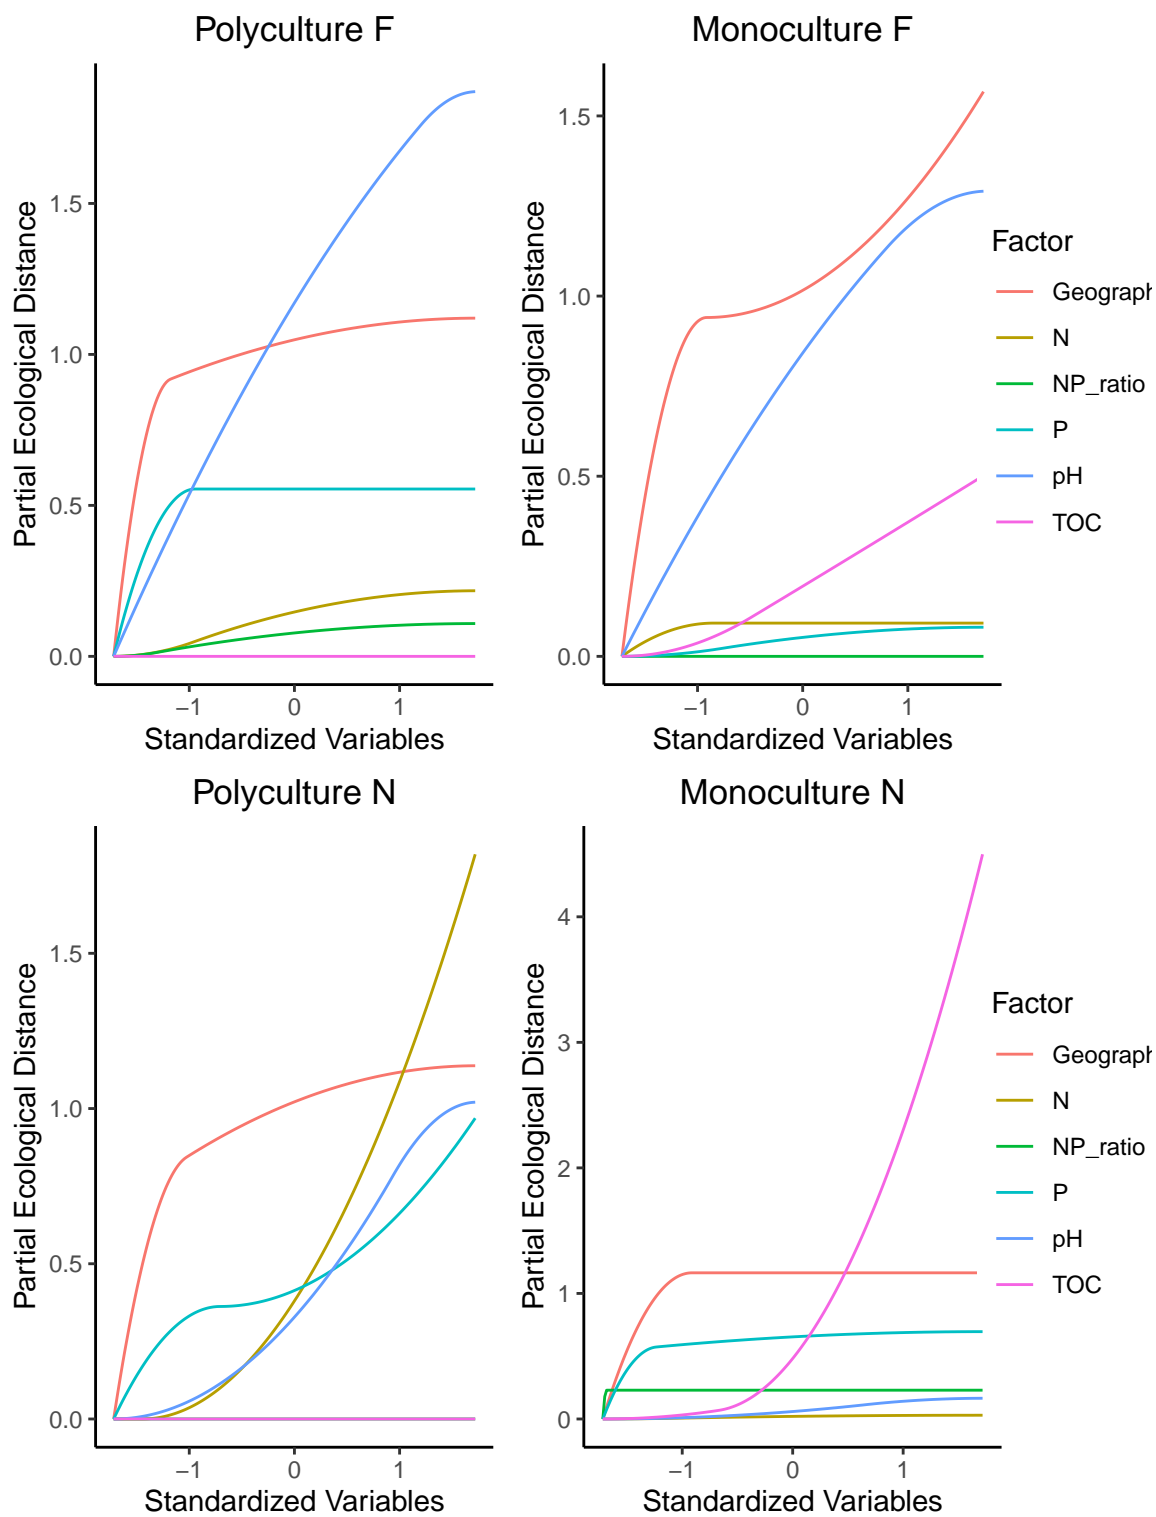 Polyculture F
Monoculture F
Partial Ecological Distance
1.5
1.0
0.5
0.0
−1 0 1
Standardized Variables
Partial Ecological Distance
1.5
1.0
0.5
0.0
−1 0 1
Standardized Variables
Factor
Geograph
N
NP_ratio
P
pH
TOC
Polyculture N
Monoculture N
Partial Ecological Distance
1.5
1.0
0.5
0.0
−1 0 1
Standardized Variables
Partial Ecological Distance
4
3
2
1
0
−1 0 1
Standardized Variables
Factor
Geograph
N
NP_ratio
P
pH
TOC